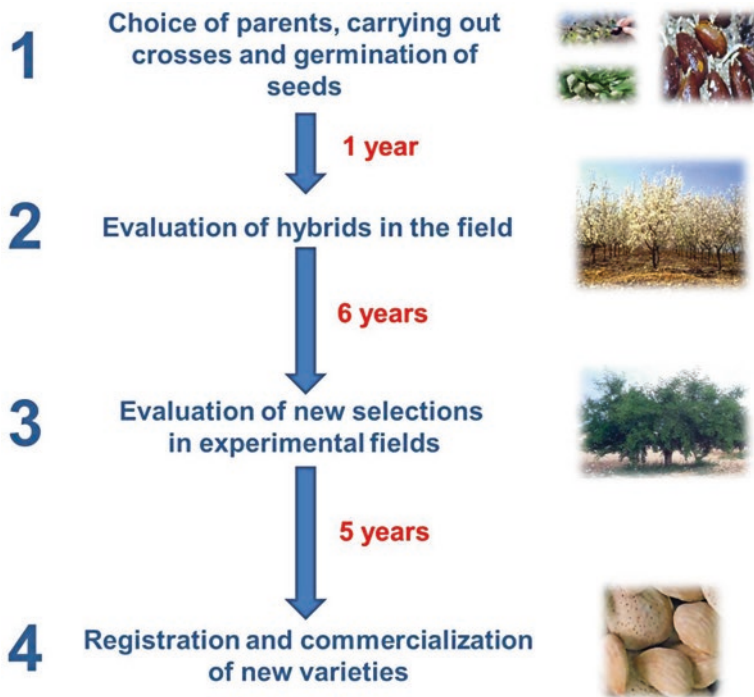 1
Choice of parents, carrying out
crosses and germination of
seeds
1 year
2
Evaluation of hybrids in the field
6 years
3
Evaluation of new selections
in experimental fields
5 years
4
Registration and commercialization
of new varieties